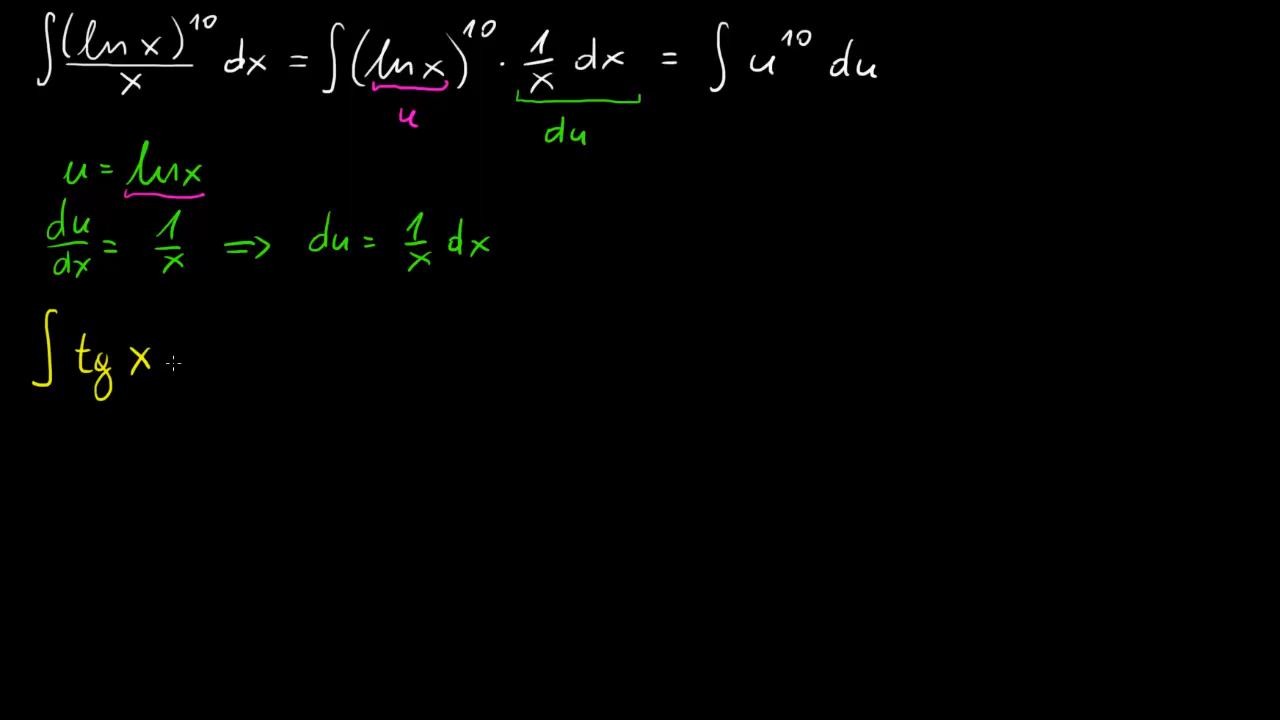 ∫ (ln x)^10 / x dx = ∫ (ln x)^10 · 1/x dx = ∫ u^10 du
u du
u = ln x
du/dx = 1/x ⇒ du = 1/x dx
∫ tg x